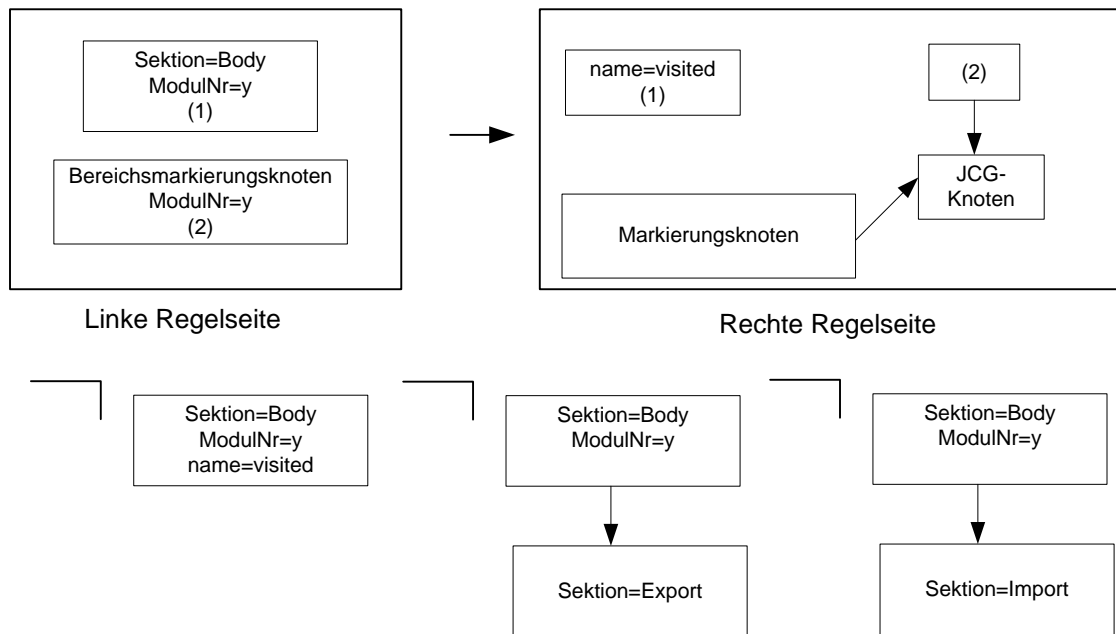 Sektion=Body
ModulNr=y
(1)
Bereichsmarkierungsknoten
ModulNr=y
(2)
name=visited
(1)
(2)
JCG-
Knoten
Markierungsknoten
Linke Regelseite
Rechte Regelseite
Sektion=Body
ModulNr=y
name=visited
Sektion=Body
ModulNr=y
Sektion=Export
Sektion=Body
ModulNr=y
Sektion=Import